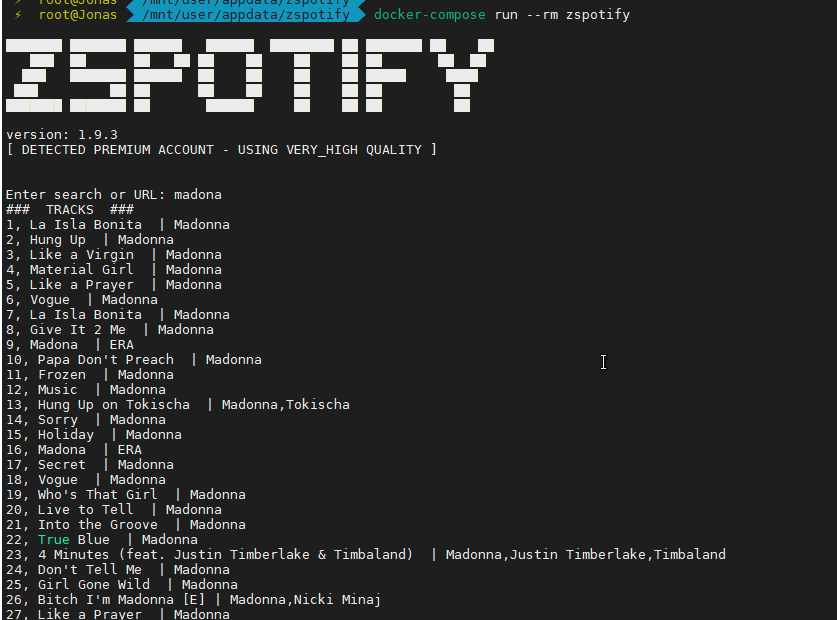 ⚡ root@Jonas /mnt/user/appdata/zspotify
⚡ root@Jonas /mnt/user/appdata/zspotify docker-compose run --rm zspotify
ZSPOTIFY
version: 1.9.3
[ DETECTED PREMIUM ACCOUNT - USING VERY_HIGH QUALITY ]
Enter search or URL: madona
### TRACKS ###
1, La Isla Bonita | Madonna
2, Hung Up | Madonna
3, Like a Virgin | Madonna
4, Material Girl | Madonna
5, Like a Prayer | Madonna
6, Vogue | Madonna
7, La Isla Bonita | Madonna
8, Give It 2 Me | Madonna
9, Madona | ERA
10, Papa Don't Preach | Madonna
11, Frozen | Madonna
12, Music | Madonna
13, Hung Up on Tokischa | Madonna,Tokischa
14, Sorry | Madonna
15, Holiday | Madonna
16, Madona | ERA
17, Secret | Madonna
18, Vogue | Madonna
19, Who's That Girl | Madonna
20, Live to Tell | Madonna
21, Into the Groove | Madonna
22, True Blue | Madonna
23, 4 Minutes (feat. Justin Timberlake & Timbaland) | Madonna,Justin Timberlake,Timbaland
24, Don't Tell Me | Madonna
25, Girl Gone Wild | Madonna
26, Bitch I'm Madonna [E] | Madonna,Nicki Minaj
27, Like a Prayer | Madonna